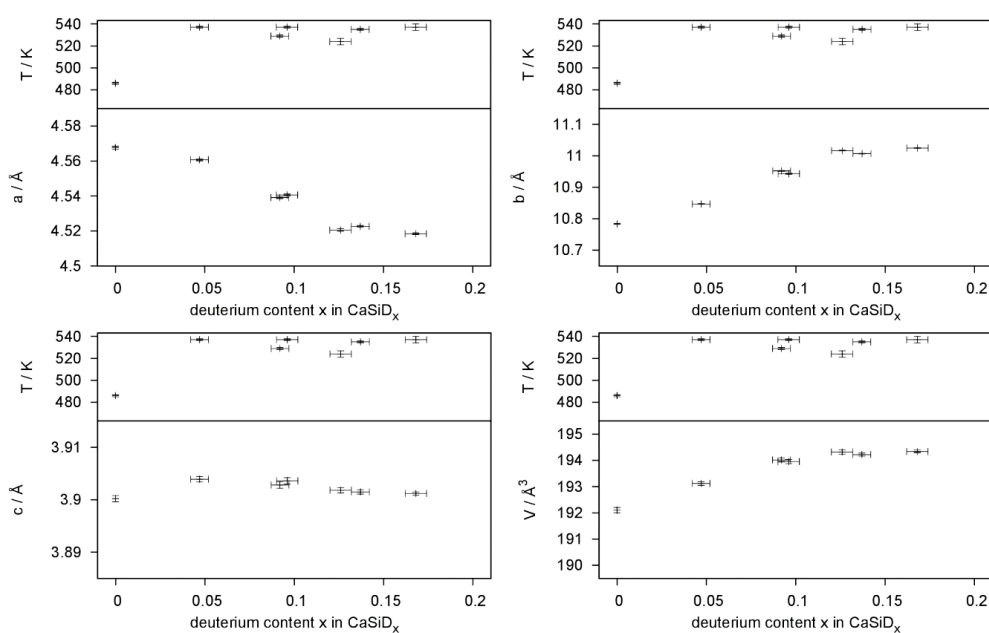 540
520
500
480
T / K
4.58
4.56
4.54
4.52
4.5
a / Å
0 0.05 0.1 0.15 0.2
deuterium content x in CaSiDx
540
520
500
480
T / K
11.1
11
10.9
10.8
10.7
b / Å
0 0.05 0.1 0.15 0.2
deuterium content x in CaSiDx
540
520
500
480
T / K
3.91
3.9
3.89
c / Å
0 0.05 0.1 0.15 0.2
deuterium content x in CaSiDx
540
520
500
480
T / K
195
194
193
192
191
190
V / Å³
0 0.05 0.1 0.15 0.2
deuterium content x in CaSiDx